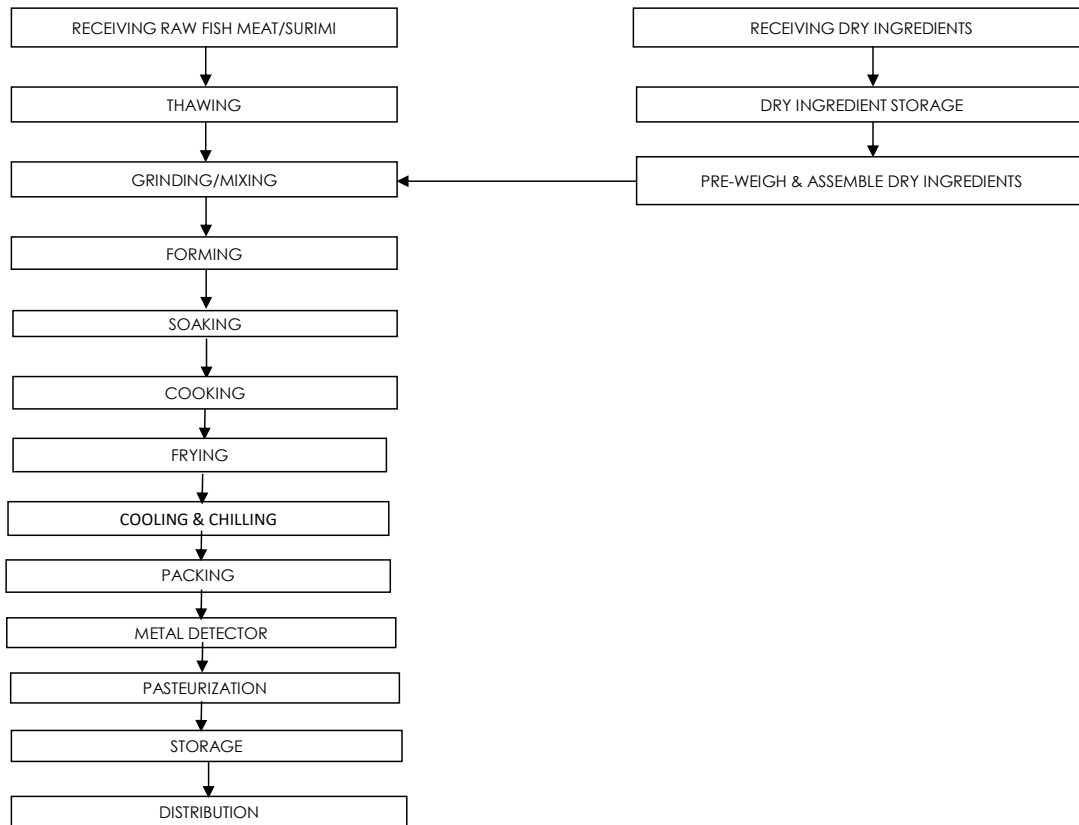 RECEIVING RAW FISH MEAT/SURIMI
THAWING
GRINDING/MIXING
FORMING
SOAKING
COOKING
FRYING
COOLING & CHILLING
PACKING
METAL DETECTOR
PASTEURIZATION
STORAGE
DISTRIBUTION
RECEIVING DRY INGREDIENTS
DRY INGREDIENT STORAGE
PRE-WEIGH & ASSEMBLE DRY INGREDIENTS